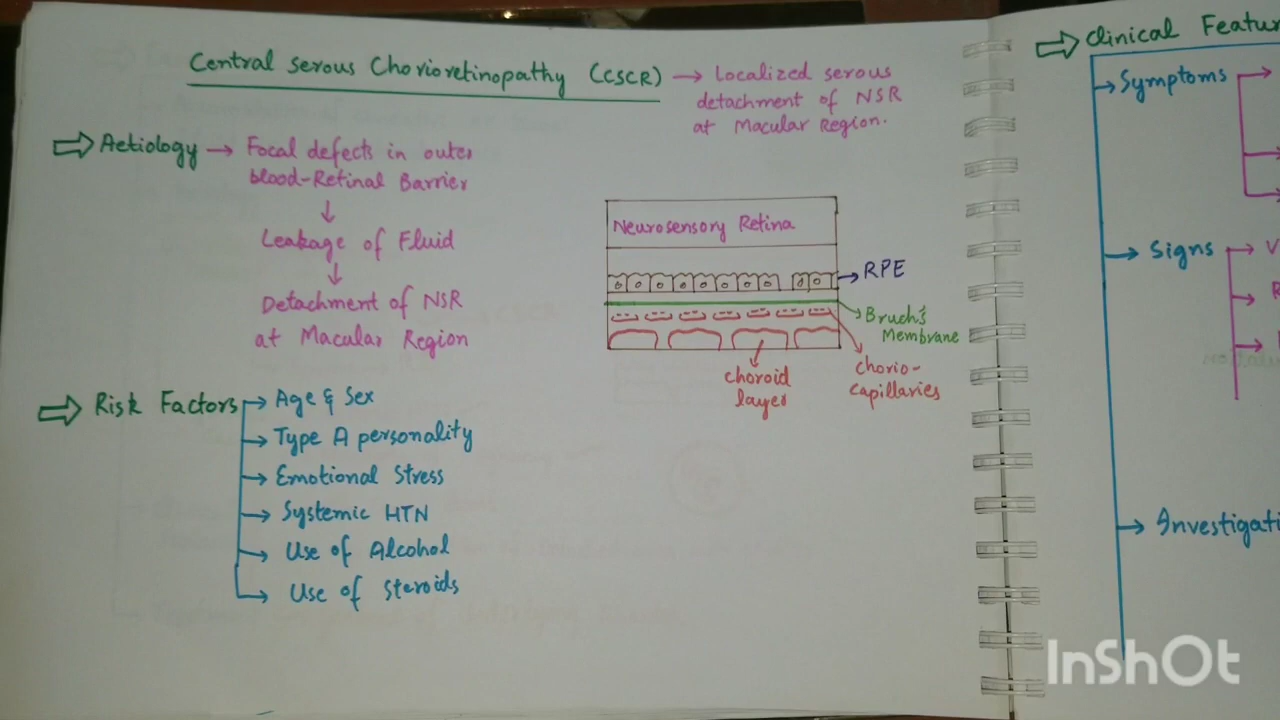 Central serous Chorioretinopathy (CSCR) → Localized serous
detachment of NSR
at Macular Region.
⇒ Aetiology → Focal defects in outer
blood-Retinal Barrier
↓
Leakage of Fluid
↓
Detachment of NSR
at Macular Region
Neurosensory Retina
→ RPE
→ Bruch's
Membrane
chorio-
capillaries
choroid
layer
⇒ Risk Factors
→ Age & Sex
→ Type A personality
→ Emotional Stress
→ Systemic HTN
→ Use of Alcohol
→ Use of Steroids
⇒ Clinical Featur
→ Symptoms
→ Signs
→ V
→ R
→ Investigati
InShOt